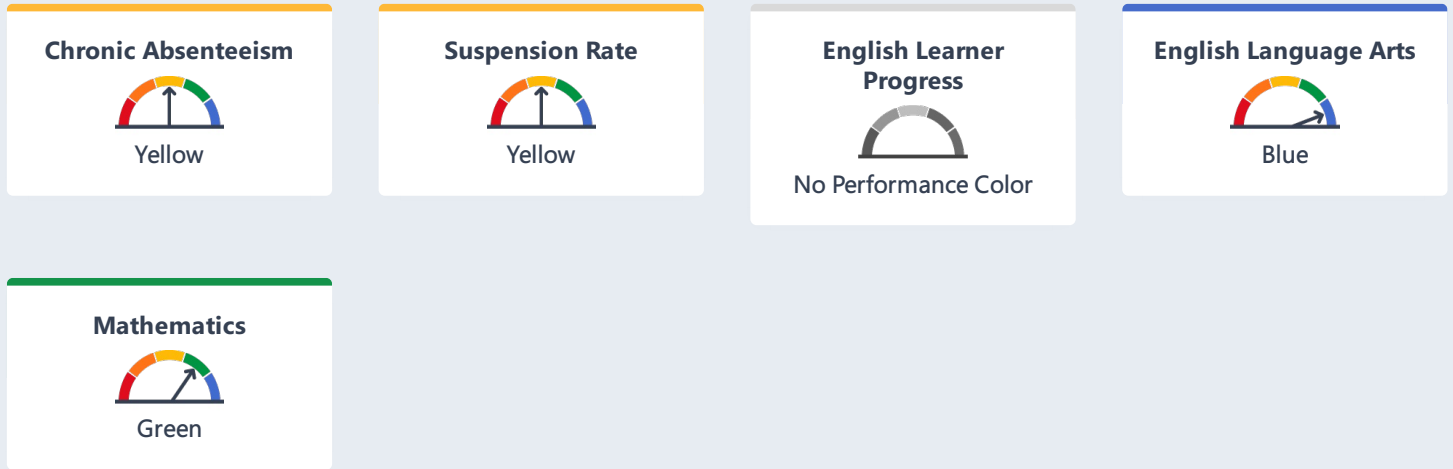 Chronic Absenteeism
Yellow
Suspension Rate
Yellow
English Learner
Progress
No Performance Color
English Language Arts
Blue
Mathematics
Green